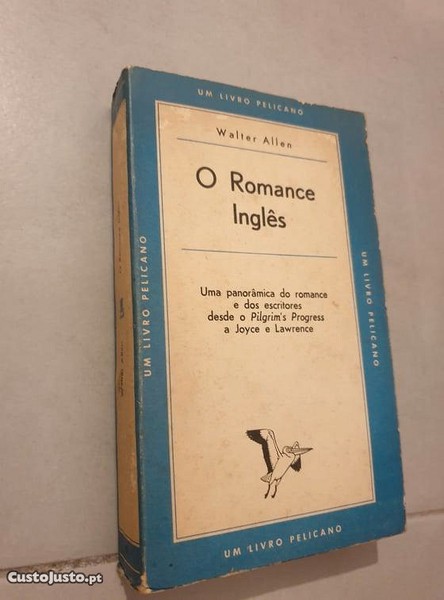 UM LIVRO PELICANO
Walter Allen
O Romance
Inglês
Uma panorâmica do romance
e dos escritores
desde o Pilgrim's Progress
a Joyce e Lawrence
UM LIVRO PELICANO
UM LIVRO PELICANO
UM LIVRO PELICANO
CustoJusto.pt